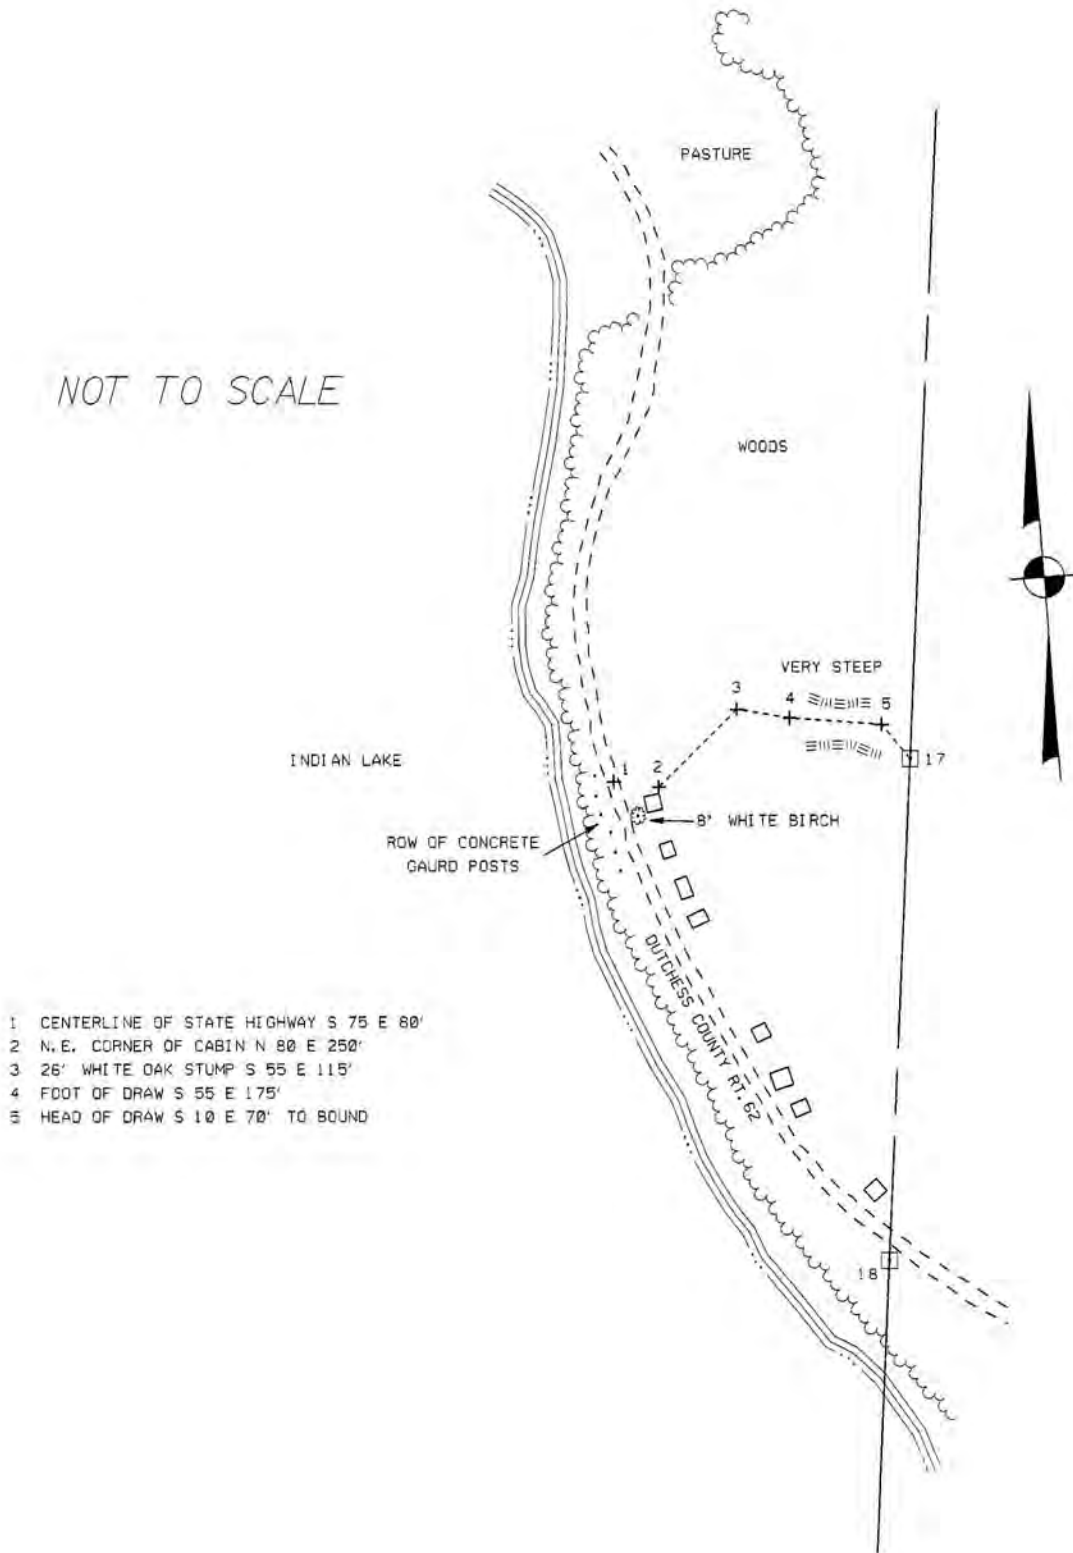 PASTURE
NOT TO SCALE
WOODS
VERY STEEP
3
4
5
17
INDIAN LAKE
1
2
8' WHITE BIRCH
ROW OF CONCRETE
GAURD POSTS
DUTCHESS COUNTY RT. 62
1 CENTERLINE OF STATE HIGHWAY S 75 E 80'
2 N.E. CORNER OF CABIN N 80 E 250'
3 26' WHITE OAK STUMP S 55 E 115'
4 FOOT OF DRAW S 55 E 175'
5 HEAD OF DRAW S 10 E 70' TO BOUND
18